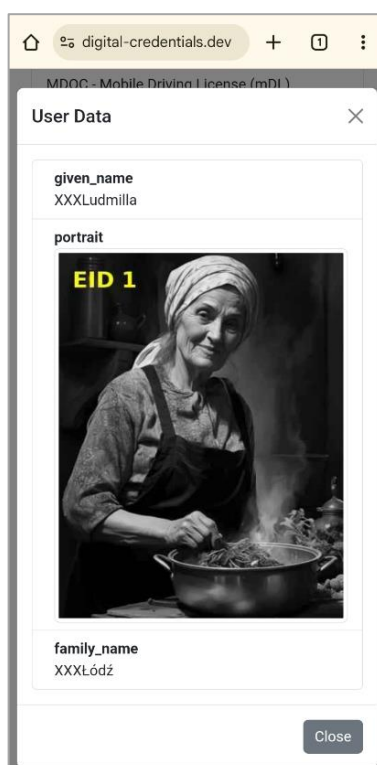 digital-credentials.dev
1
MDOC - Mobile Driving License (mDL)
User Data
given_name
XXXLudmilla
portrait
EID 1
family_name
XXXŁódź
Close